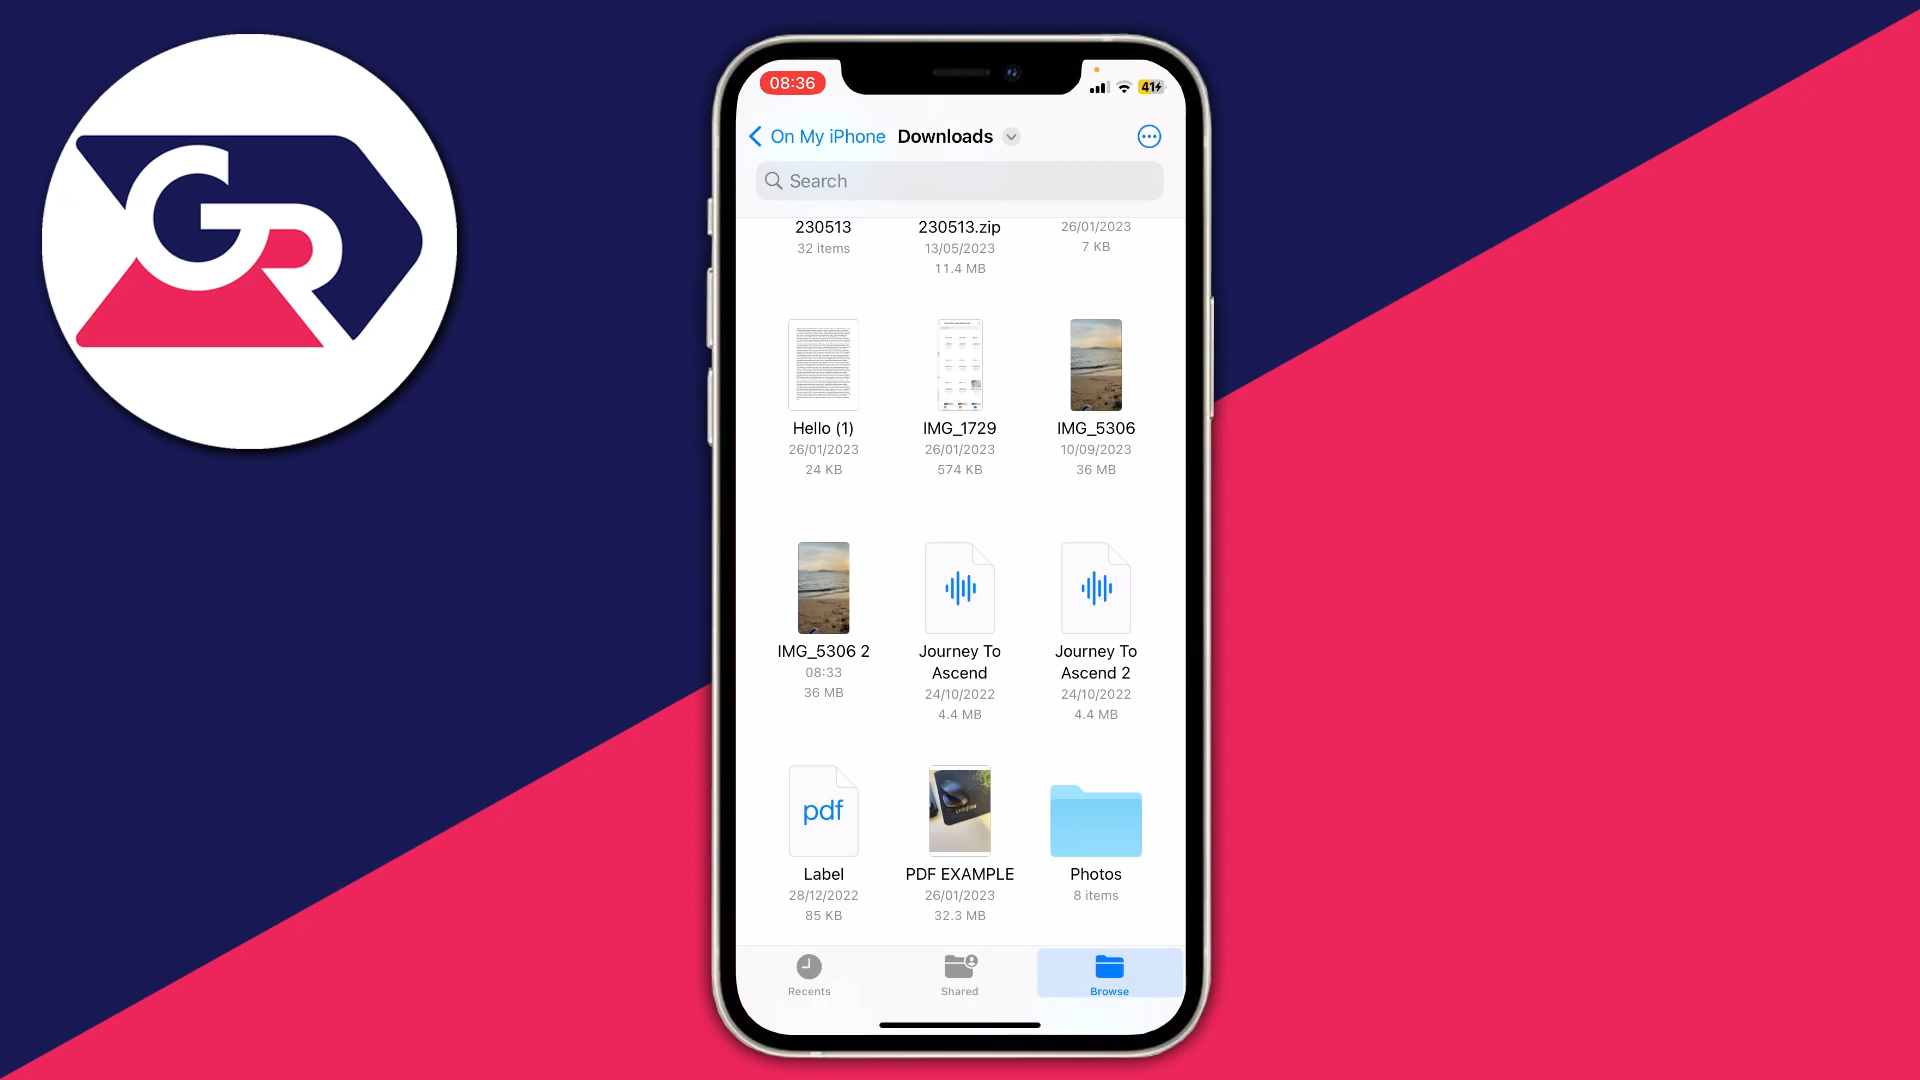 GR
08:36
41
On My iPhone Downloads
Search
230513 230513.zip 26/01/2023
32 items 13/05/2023 7 KB
11.4 MB
Hello (1) IMG_1729 IMG_5306
26/01/2023 26/01/2023 10/09/2023
24 KB 574 KB 36 MB
IMG_5306 2 Journey To Journey To
08:33 Ascend Ascend 2
36 MB 24/10/2022 24/10/2022
4.4 MB 4.4 MB
pdf
Label PDF EXAMPLE Photos
28/12/2022 26/01/2023 8 items
85 KB 32.3 MB
Recents Shared Browse